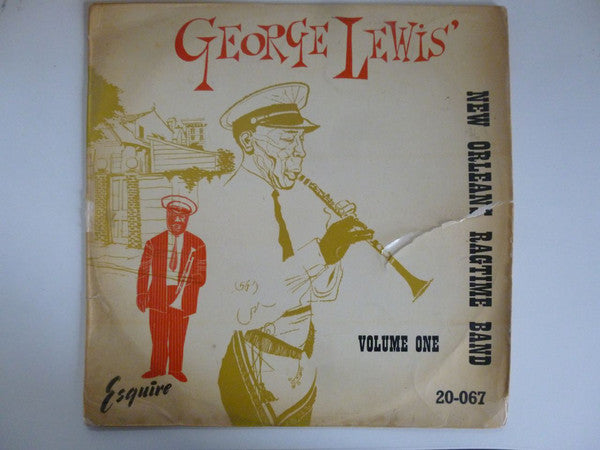 GEORGE LEWIS'
NEW ORLEANS RAGTIME BAND
VOLUME ONE
Esquire
20-067